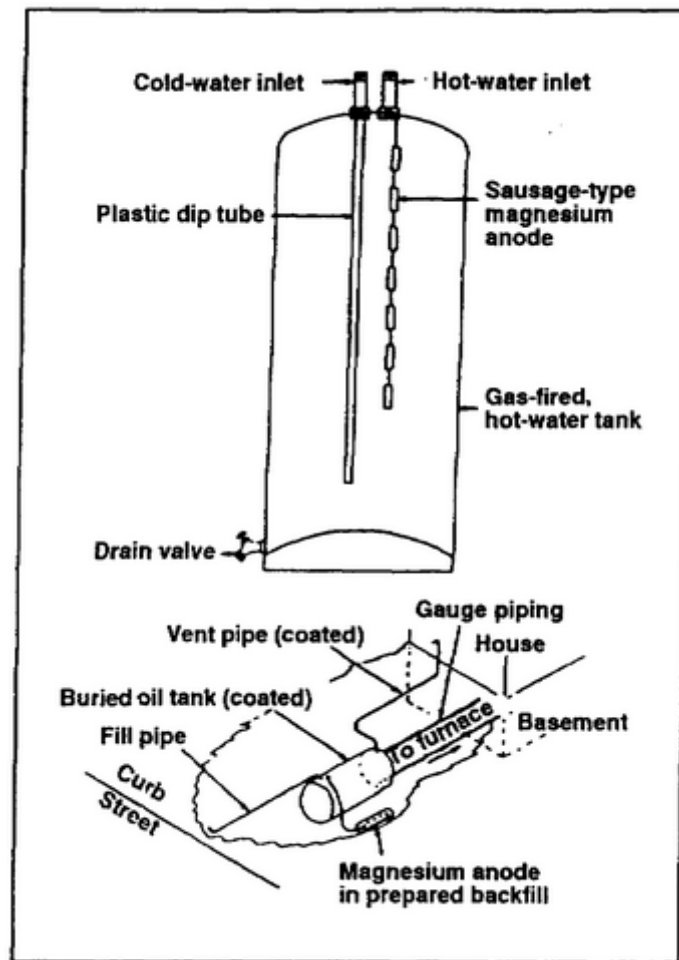 Cold-water inlet
Hot-water inlet
Plastic dip tube
Sausage-type
magnesium
anode
Gas-fired,
hot-water tank
Drain valve
Gauge piping
Vent pipe (coated)
House
Buried oil tank (coated)
To furnace
Basement
Fill pipe
Curb
Street
Magnesium anode
in prepared backfill